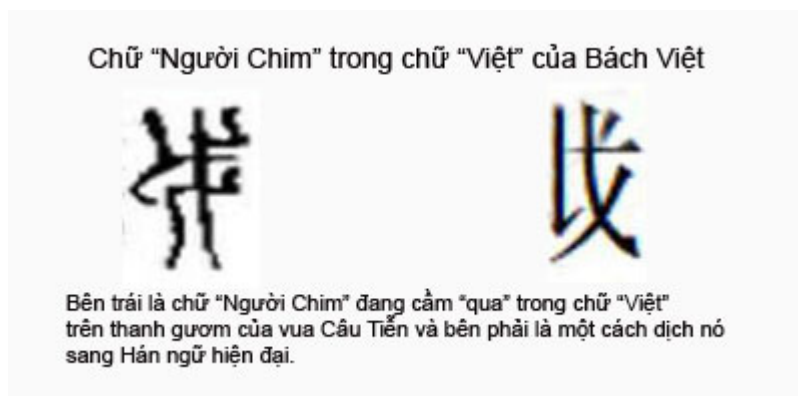 Chữ “Người Chim” trong chữ “Việt” của Bách Việt
Bên trái là chữ “Người Chim” đang cầm “qua” trong chữ “Việt”
trên thanh gươm của vua Câu Tiễn và bên phải là một cách dịch nó
sang Hán ngữ hiện đại.